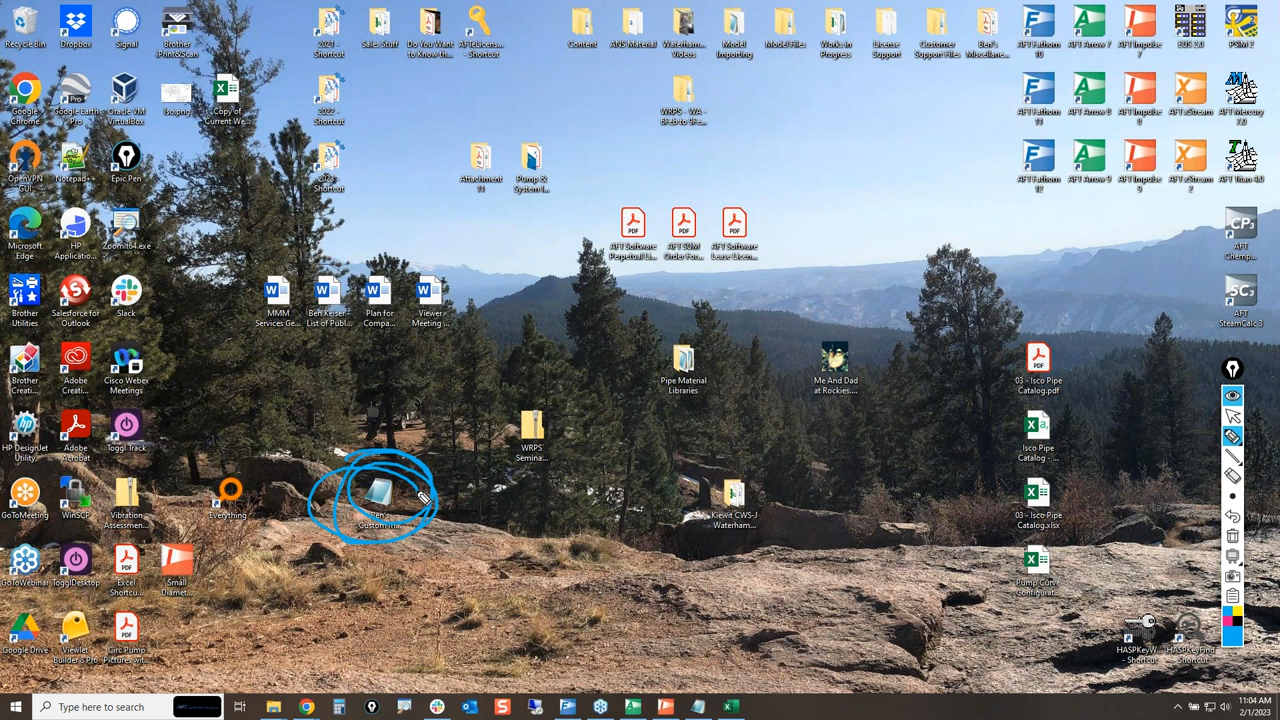 Recycle Bin
Dropbox
Signal
Brother iPrint&Scan
2021 - Shortcut
Sales Stuff
Do You Want to Know th...
AFTeLicens... - Shortcut
Content
ANS Material
Waterham... Videos
Model Importing
Model Files
Works in Progress
License Support
Customer Support Files
Ben's Miscellane...
AFT Fathom 10
AFT Arrow 7
AFT Impulse 7
EUS 2.0
PSIM 2
Google Chrome
Google Earth Pro
Oracle VM VirtualBox
Copy of Current We...
2022 - Shortcut
WRPS - WA -
AFT Fathom 11
AFT Arrow 8
AFT Impulse 8
AFT xStream
AFT Mercury 7.0
OpenVPN GUI
Notepad++
Epic Pen
Shortcut
Attachment 11
Pump & System I...
AFT Fathom 12
AFT Arrow 9
AFT Impulse 9
AFT xStream 2
AFT Titan 4.0
Microsoft Edge
HP Applicatio...
ZoomIt64.exe
AFT Software Perpetual Li...
AFT SUM Order For...
AFT Software Lease Licen...
AFT Chemp...
Brother Utilities
Salesforce for Outlook
Slack
MMM Services Ge...
Ben Keiser - List of Publ...
Plan for Compa...
Viewer Meeting ...
AFT SteamCalc 3
Brother Creati...
Adobe Creati...
Cisco Webex Meetings
Pipe Material Libraries
Me And Dad at Rockies....
03 - Isco Pipe Catalog.pdf
HP DesignJet Utility
Adobe Acrobat
Toggl Track
WRPS Semina...
Isco Pipe Catalog - ...
GoToMeeting
WinSCP
Vibration Assessmen...
Everything
Ben's Custom In...
Kiewit CWS-J Waterham...
03 - Isco Pipe Catalog.xlsx
GoToWebinar
TogglDesktop
Excel Shortcu...
Small Diamet...
Pump Curve Configurat...
Google Drive
Viewlet Builder 8 Pro
Circ Pump Pictures wit...
HASPKeyW... - Shortcut
HASPKeyFind Shortcut
Type here to search
11:04 AM
2/1/2023